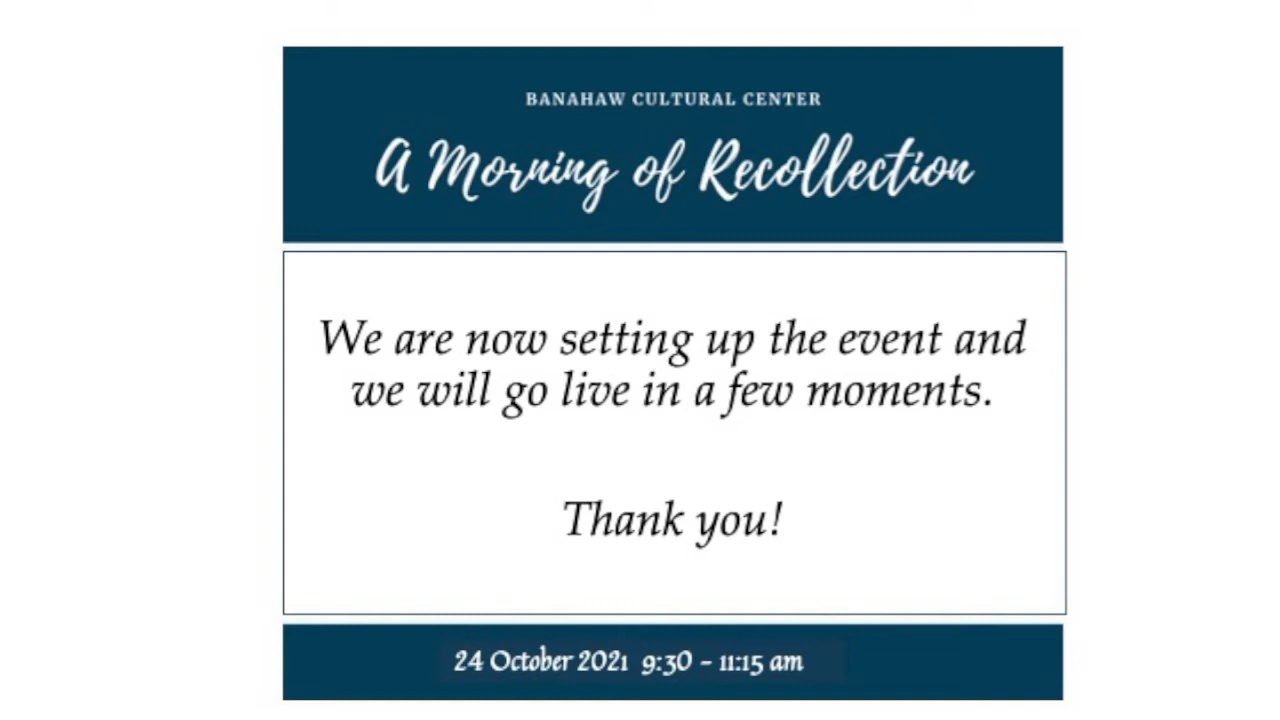 BANAHAW CULTURAL CENTER
A Morning of Recollection
We are now setting up the event and
we will go live in a few moments.
Thank you!
24 October 2021 9:30 - 11:15 am